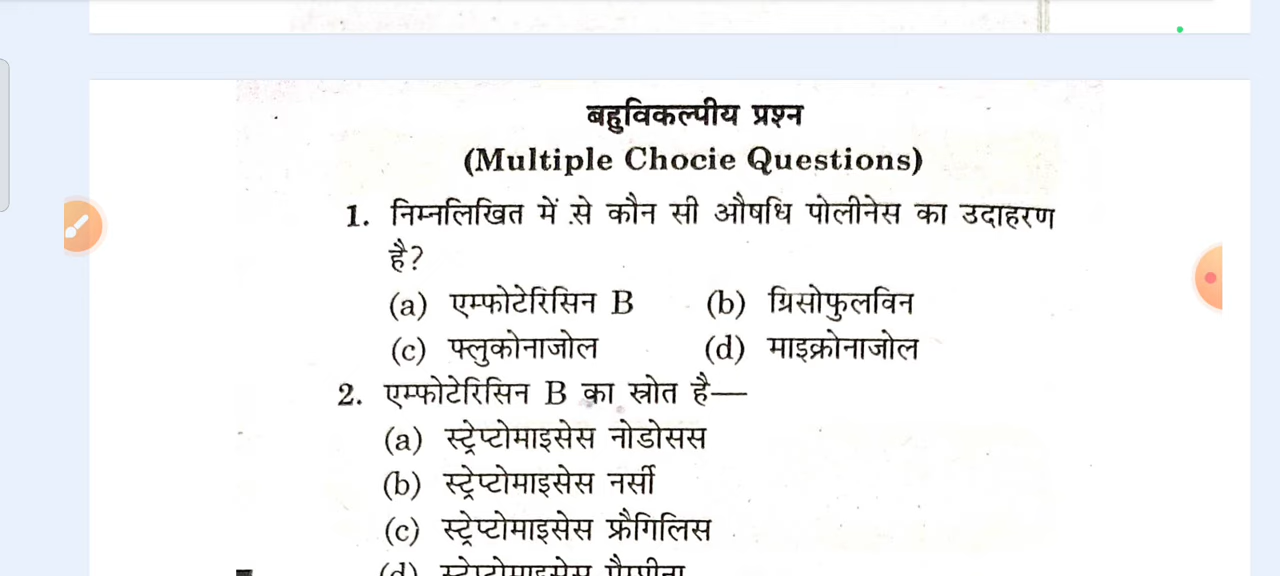 बहुविकल्पीय प्रश्न
(Multiple Chocie Questions)
1. निम्नलिखित में से कौन सी औषधि पोलीनेस का उदाहरण
है?
(a) एम्फोटेरिसिन B (b) ग्रिसोफुलविन
(c) फ्लुकोनाजोल (d) माइक्रोनाजोल
2. एम्फोटेरिसिन B का स्रोत है—
(a) स्ट्रेप्टोमाइसेस नोडोसस
(b) स्ट्रेप्टोमाइसेस नर्सी
(c) स्ट्रेप्टोमाइसेस फ्रैगिलिस
(d) स्ट्रेप्टोमाइसेस